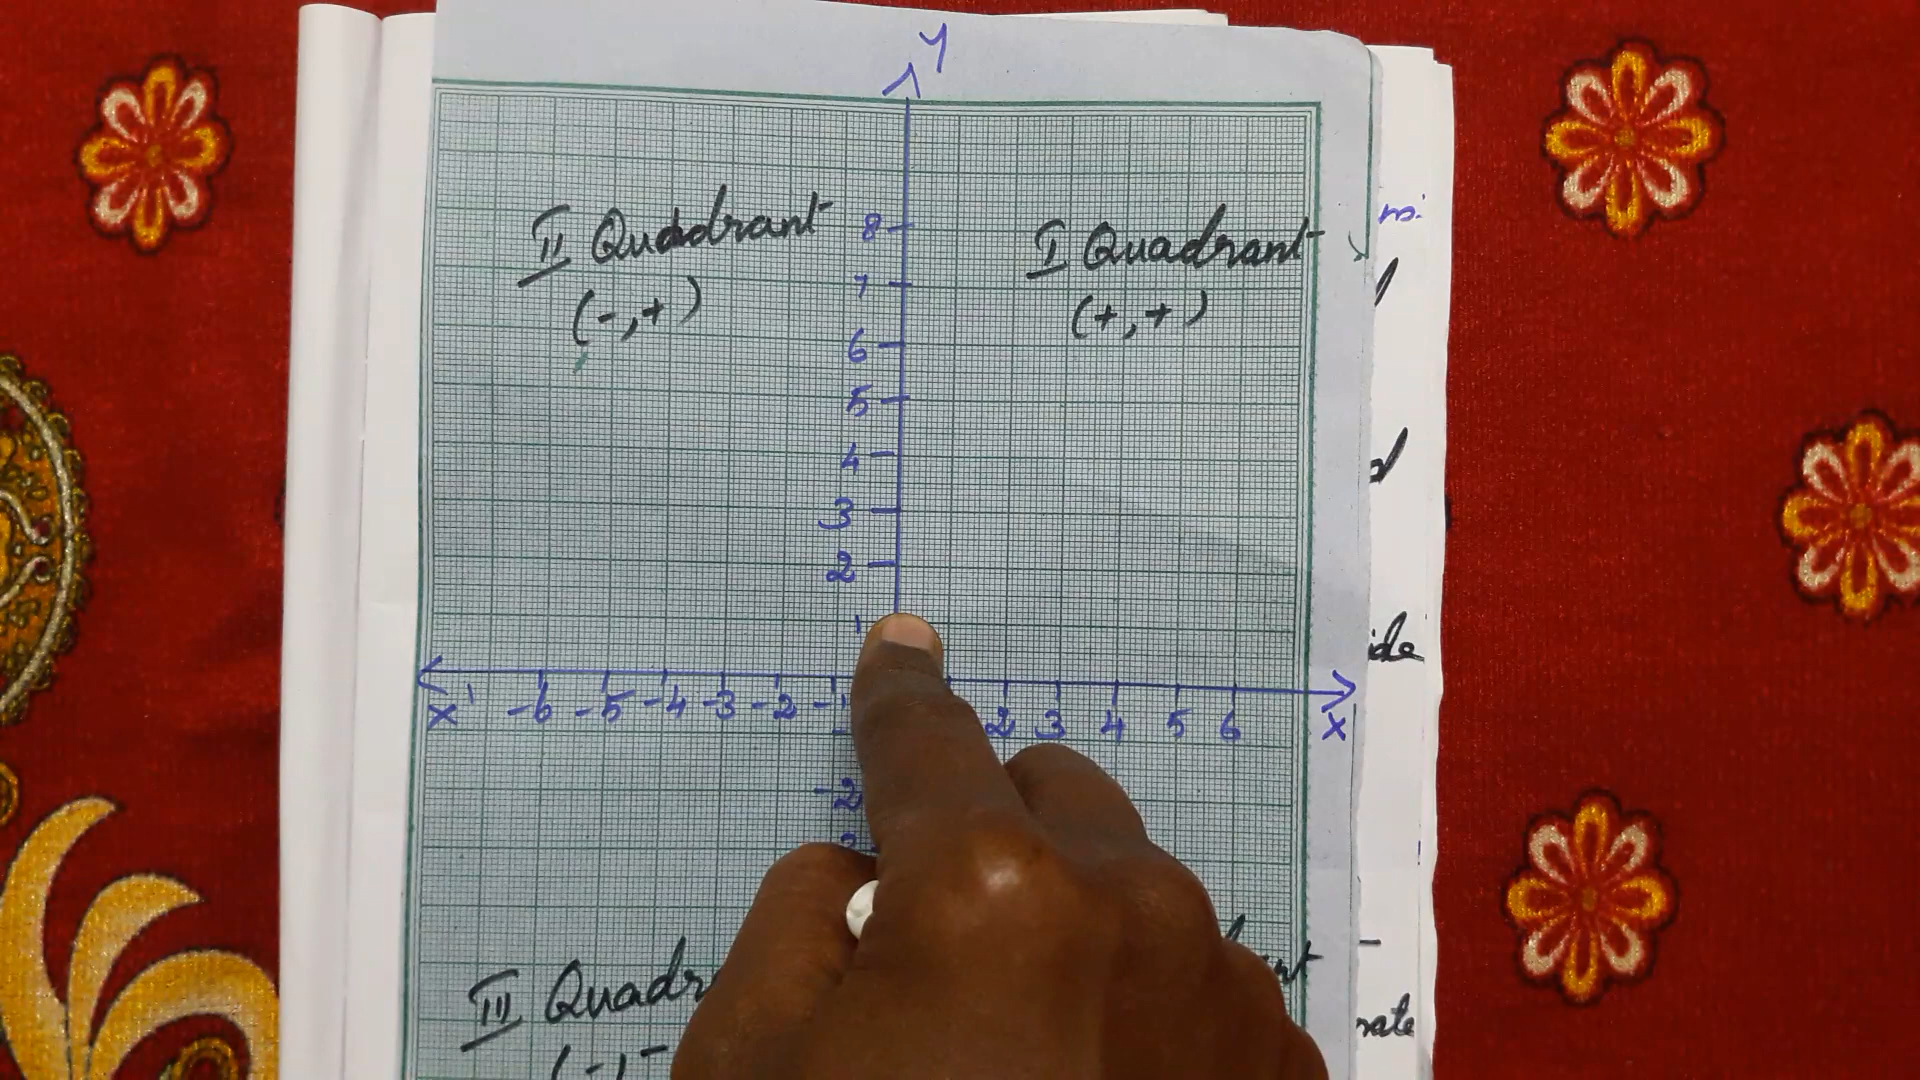 Y
II Quadrant
(-,+)
I Quadrant
(+,+)
8
7
6
5
4
3
2
1
X' -6 -5 -4 -3 -2 -1 2 3 4 5 6 X
-2
III Quadr
(-,-